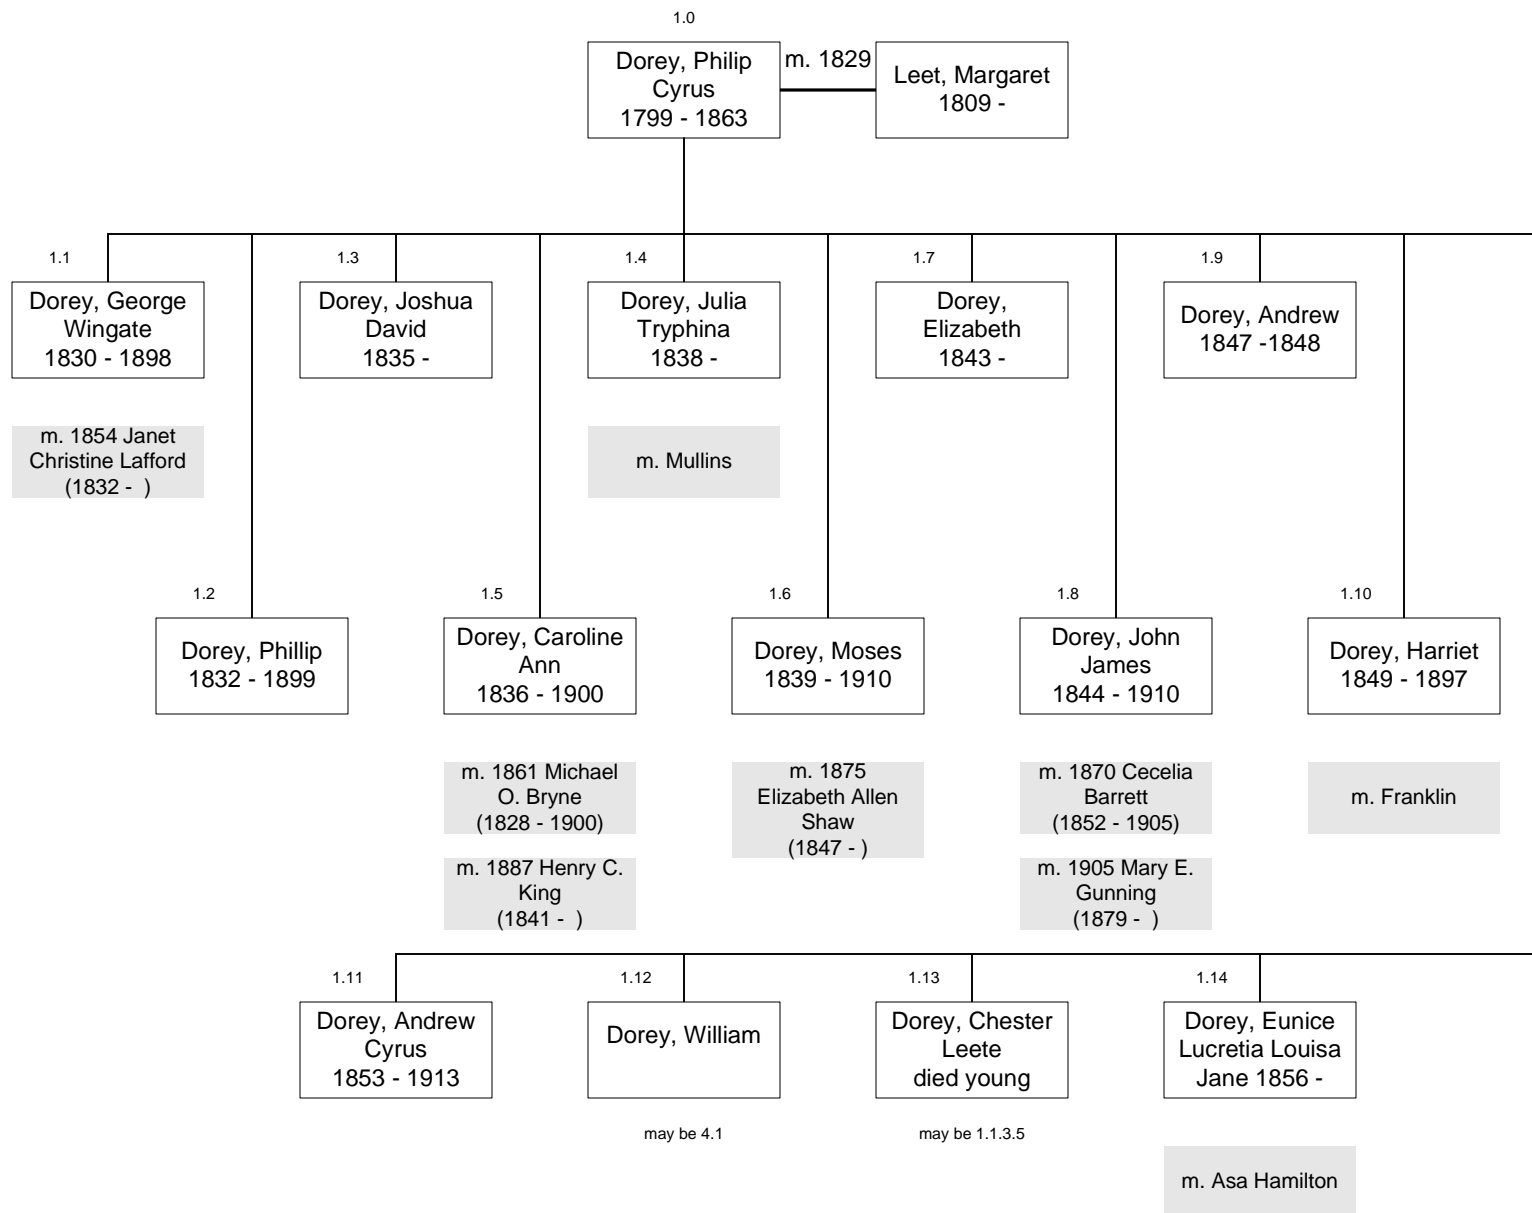 1.0
Dorey, Philip
Cyrus
1799 - 1863
m. 1829
Leet, Margaret
1809 -
1.1
Dorey, George
Wingate
1830 - 1898
m. 1854 Janet
Christine Lafford
(1832 -  )
1.3
Dorey, Joshua
David
1835 -
1.4
Dorey, Julia
Tryphina
1838 -
m. Mullins
1.7
Dorey,
Elizabeth
1843 -
1.9
Dorey, Andrew
1847 -1848
1.2
Dorey, Phillip
1832 - 1899
1.5
Dorey, Caroline
Ann
1836 - 1900
m. 1861 Michael
O. Bryne
(1828 - 1900)
m. 1887 Henry C.
King
(1841 -  )
1.6
Dorey, Moses
1839 - 1910
m. 1875
Elizabeth Allen
Shaw
(1847 - )
1.8
Dorey, John
James
1844 - 1910
m. 1870 Cecelia
Barrett
(1852 - 1905)
m. 1905 Mary E.
Gunning
(1879 -  )
1.10
Dorey, Harriet
1849 - 1897
m. Franklin
1.11
Dorey, Andrew
Cyrus
1853 - 1913
1.12
Dorey, William
may be 4.1
1.13
Dorey, Chester
Leete
died young
may be 1.1.3.5
1.14
Dorey, Eunice
Lucretia Louisa
Jane 1856 -
m. Asa Hamilton